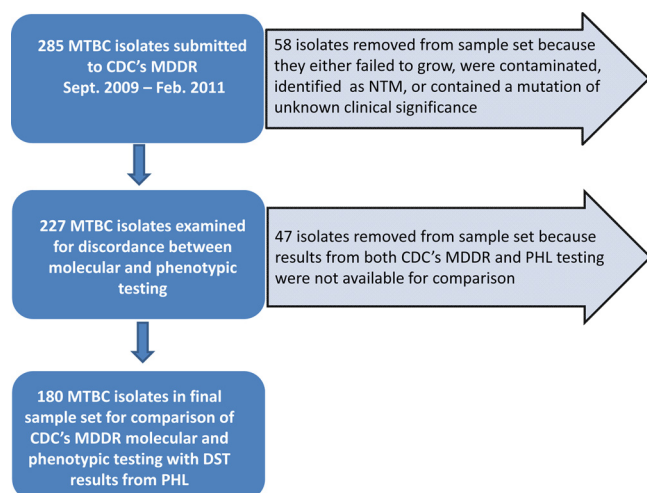 285 MTBC isolates submitted
to CDC's MDDR
Sept. 2009 – Feb. 2011
58 isolates removed from sample set because
they either failed to grow, were contaminated,
identified as NTM, or contained a mutation of
unknown clinical significance
227 MTBC isolates examined
for discordance between
molecular and phenotypic
testing
47 isolates removed from sample set because
results from both CDC's MDDR and PHL testing
were not available for comparison
180 MTBC isolates in final
sample set for comparison of
CDC's MDDR molecular and
phenotypic testing with DST
results from PHL